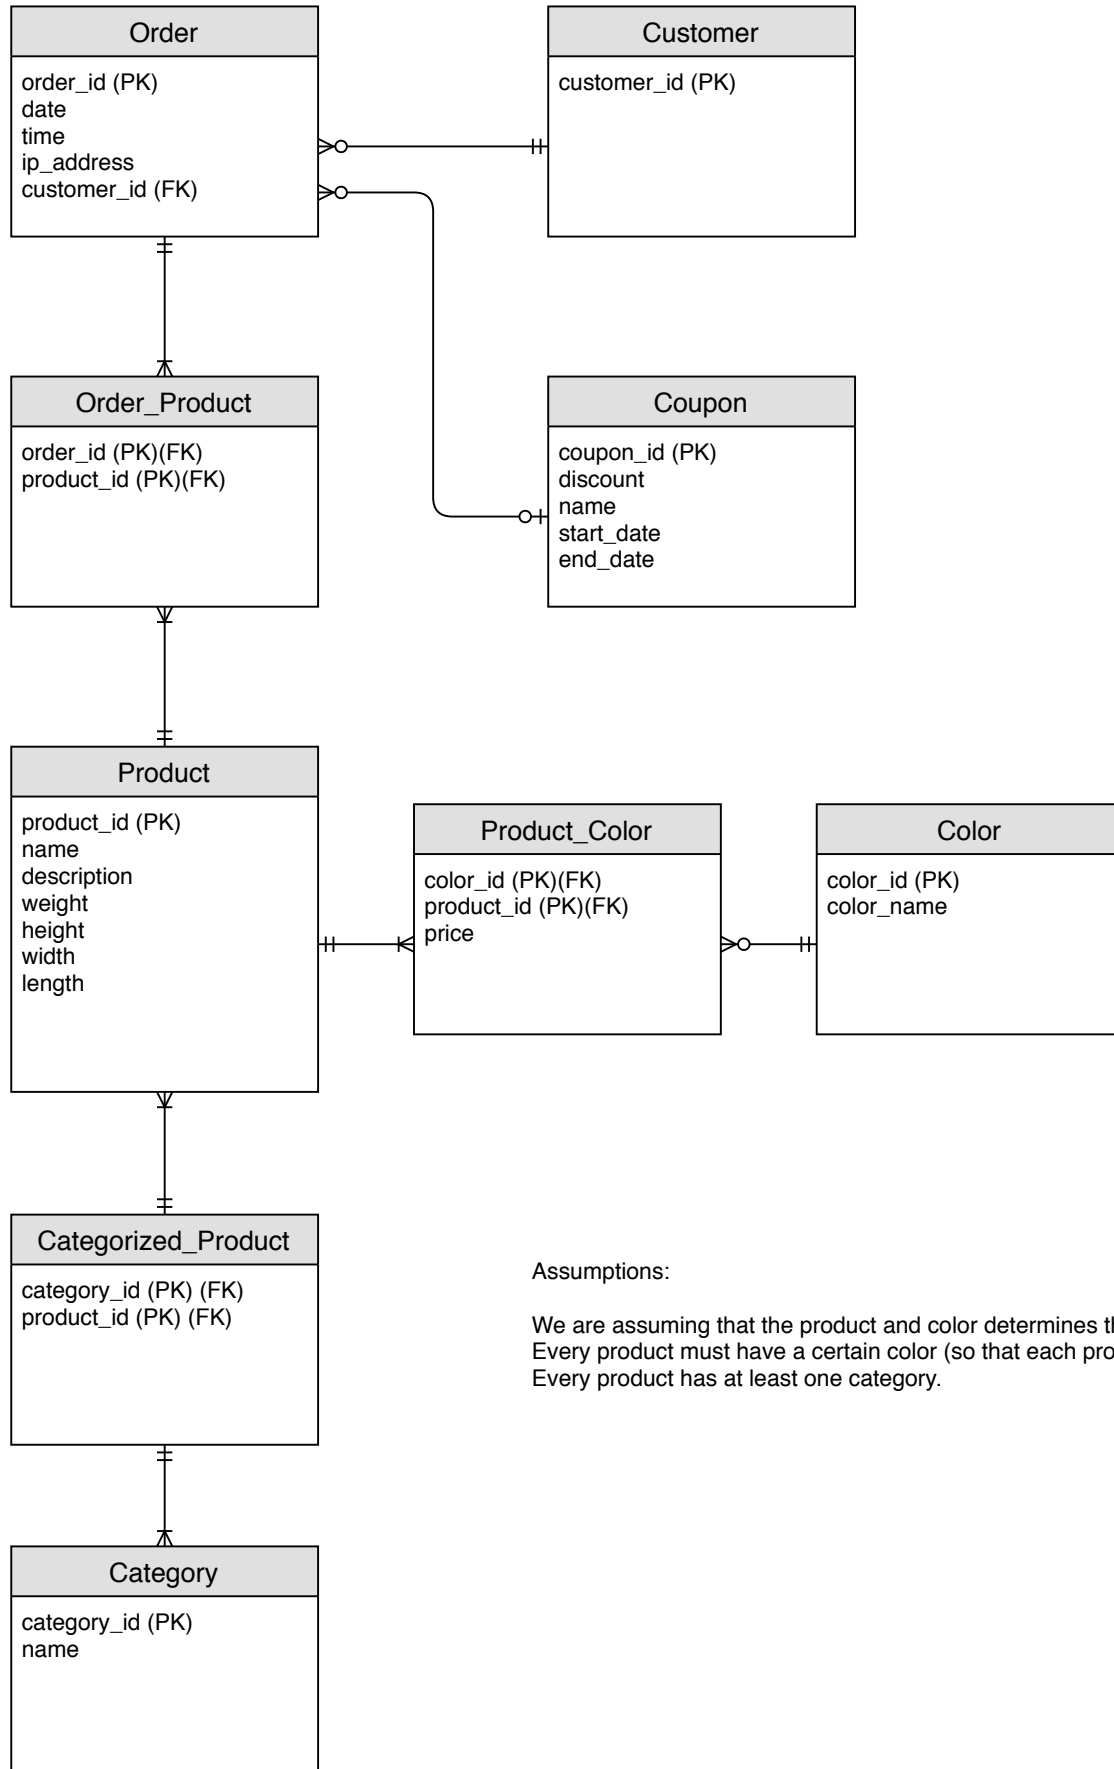 Order
order_id (PK)
date
time
ip_address
customer_id (FK)
Customer
customer_id (PK)
Order_Product
order_id (PK)(FK)
product_id (PK)(FK)
Coupon
coupon_id (PK)
discount
name
start_date
end_date
Product
product_id (PK)
name
description
weight
height
width
length
Product_Color
color_id (PK)(FK)
product_id (PK)(FK)
price
Color
color_id (PK)
color_name
Categorized_Product
category_id (PK) (FK)
product_id (PK) (FK)
Assumptions:
We are assuming that the product and color determines
Every product must have a certain color (so that each
Every product has at least one category.
Category
category_id (PK)
name